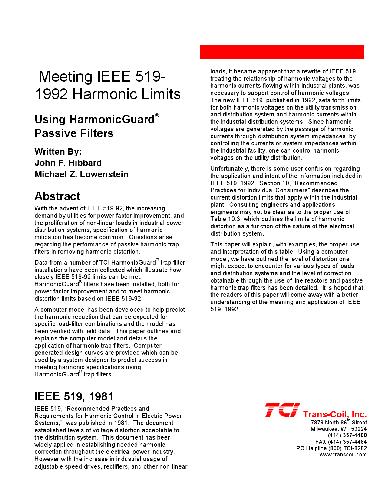 Meeting IEEE 519-
1992 Harmonic Limits
Using HarmonicGuard®
Passive Filters
Written By:
John F. Hibbard
Michael Z. Lowenstein
Abstract
With the advent of IEEE 519-92, the increasing
demand by utilities for power factor improvement, and
the proliferation of non-linear loads in industrial power
distribution systems, specification of harmonic
mitigation has become common. Questions arise
regarding the performance of passive harmonic trap
filters in removing harmonic distortion.
Data from a number of TCI HarmonicGuard® trap filter
installations have been collected which illustrate how
closely IEEE 519-92 limits can be met.
HarmonicGuard® filters have been installed, both for
power factor improvement and to meet harmonic
distortion limits based on IEEE 519-92.
A computer model has been developed to help predict
the harmonic reduction that can be expected for
specific load-filter combinations and the model has
been verified with field data. This paper outlines and
explains the computer model and details the
application of harmonic trap filters. Computer
generated design curves are provided which can be
used by a system designer to predict success in
meeting harmonic specifications using
HarmonicGuard® trap filters.
IEEE 519, 1981
IEEE 519, "Recommended Practices and
Requirements for Harmonic Control in Electric Power
Systems," was published in 1981. The document
established levels of voltage distortion acceptable to
the distribution system. This document has been
widely applied in establishing needed harmonic
correction throughout the electrical power industry.
However with the increase in industrial usage of
adjustable speed drives, rectifiers, and other non-linear
loads, it became apparent that a rewrite of IEEE 519,
treating the relationship of harmonic voltages to the
harmonic currents flowing within industrial plants, was
necessary to support control of harmonic voltages.
The new IEEE 519, published in 1992, sets forth limits
for both harmonic voltages on the utility transmission
and distribution system and harmonic currents within
the industrial distribution systems. Since harmonic
voltages are generated by the passage of harmonic
currents through distribution system impedances, by
controlling the currents or system impedances within
the industrial facility, one can control harmonic
voltages on the utility distribution.
Unfortunately, there is some user confusion regarding
the application and intent of the information included in
IEEE 519, 1992. Section 10, "Recommended
Practices for Individual Consumers" describes the
current distortion limits that apply within the industrial
plant. Consulting engineers and applications
engineers may not be clear as to the proper use of
Table 10.3, which outlines the limits of harmonic
distortion as a function of the nature of the electrical
distribution system.
This paper will explain, with examples, the proper use
and interpretation of this table. Using a computer
model, we have outlined the level of distortion one
might expect to encounter for various types of loads
and distribution systems and the level of correction
obtainable through the use of line reactors and passive
harmonic trap filters has been detailed. It is hoped that
the readers of this paper will come away with a better
understanding of the meaning and application of IEEE
519, 1992.
TCI Trans-Coil, Inc.
7878 North 86th Street
Milwaukee, WI 53224
(414) 357-4480
FAX (414) 357-4484
PQ Helpline (800) TCI-8282
www.transcoil.com